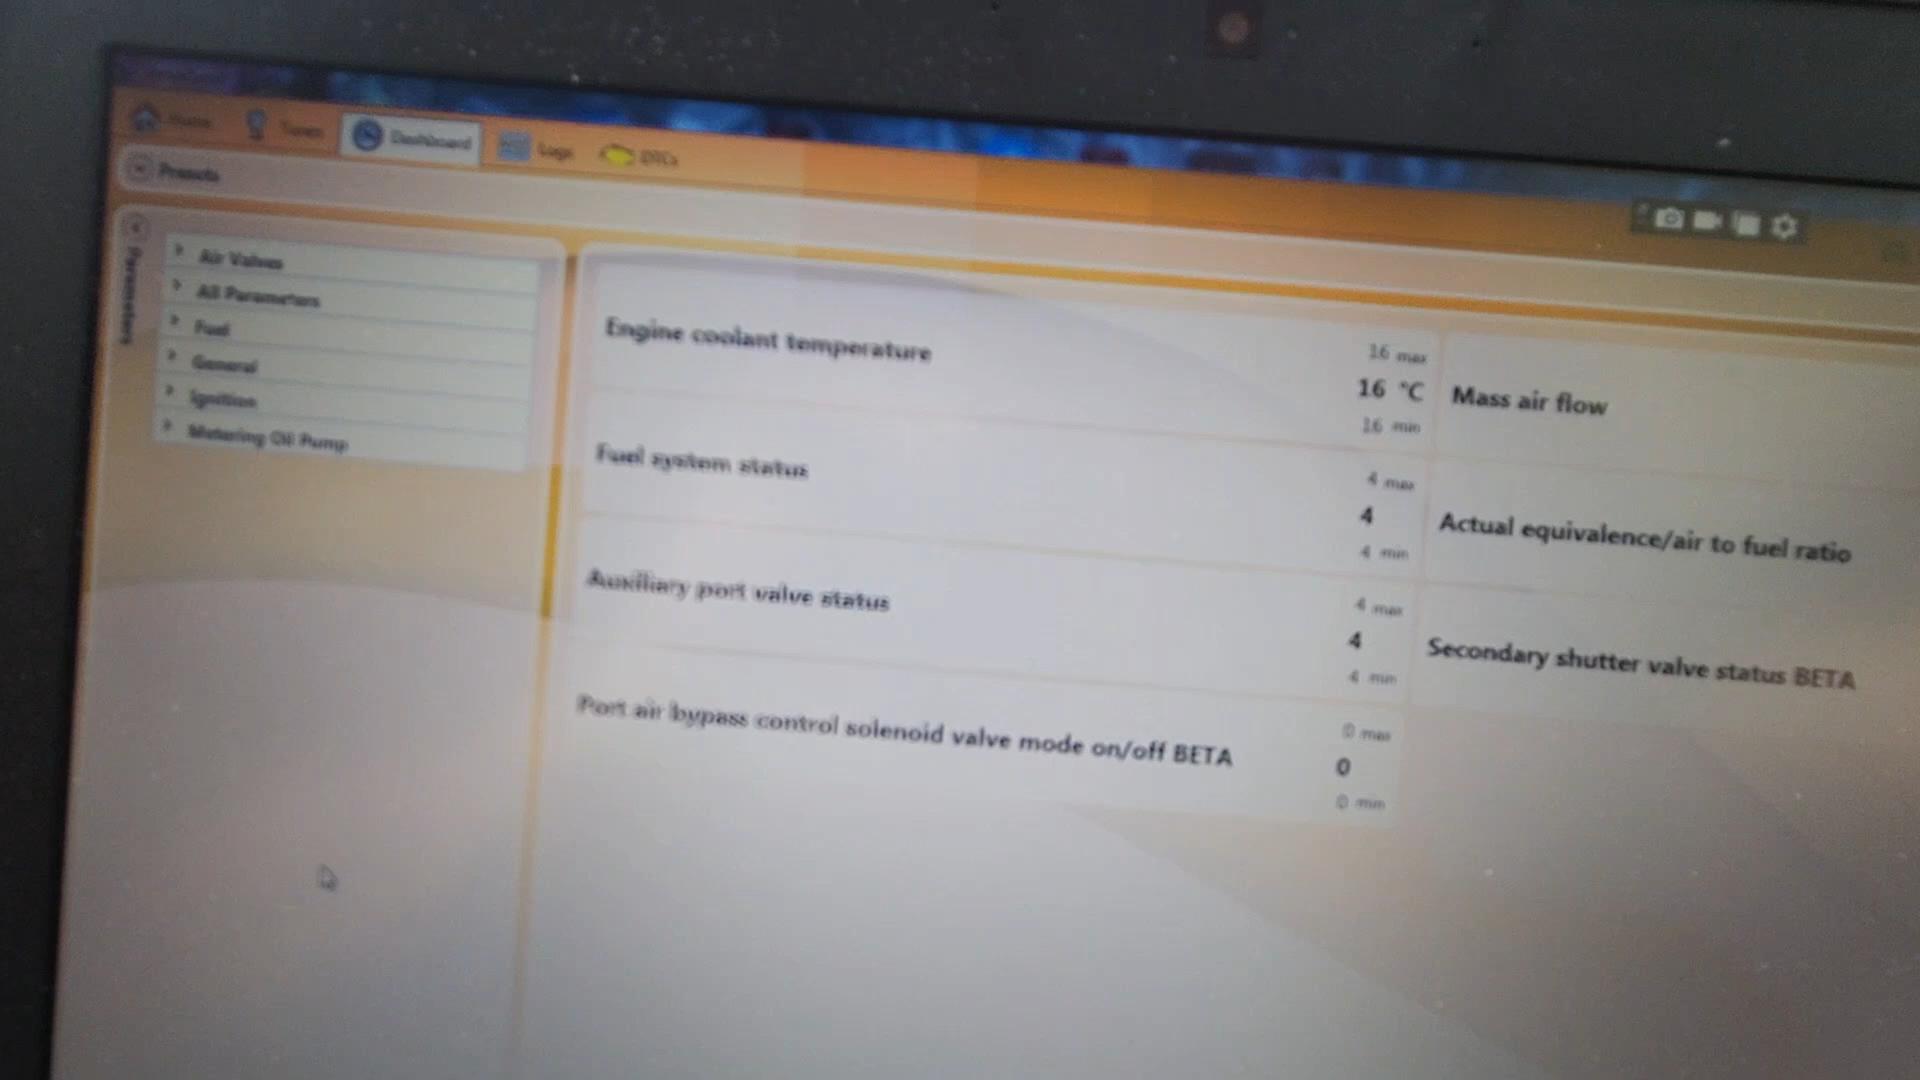 Home Tunes Dashboard Logs DTCs
Presets
Parameters
Air Valves
All Parameters
Fuel
General
Ignition
Metering Oil Pump
Engine coolant temperature
16 max
16 °C
16 min
Mass air flow
Fuel system status
4 max
4
4 min
Actual equivalence/air to fuel ratio
Auxiliary port valve status
4 max
4
4 min
Secondary shutter valve status BETA
Port air bypass control solenoid valve mode on/off BETA
0 max
0
0 min